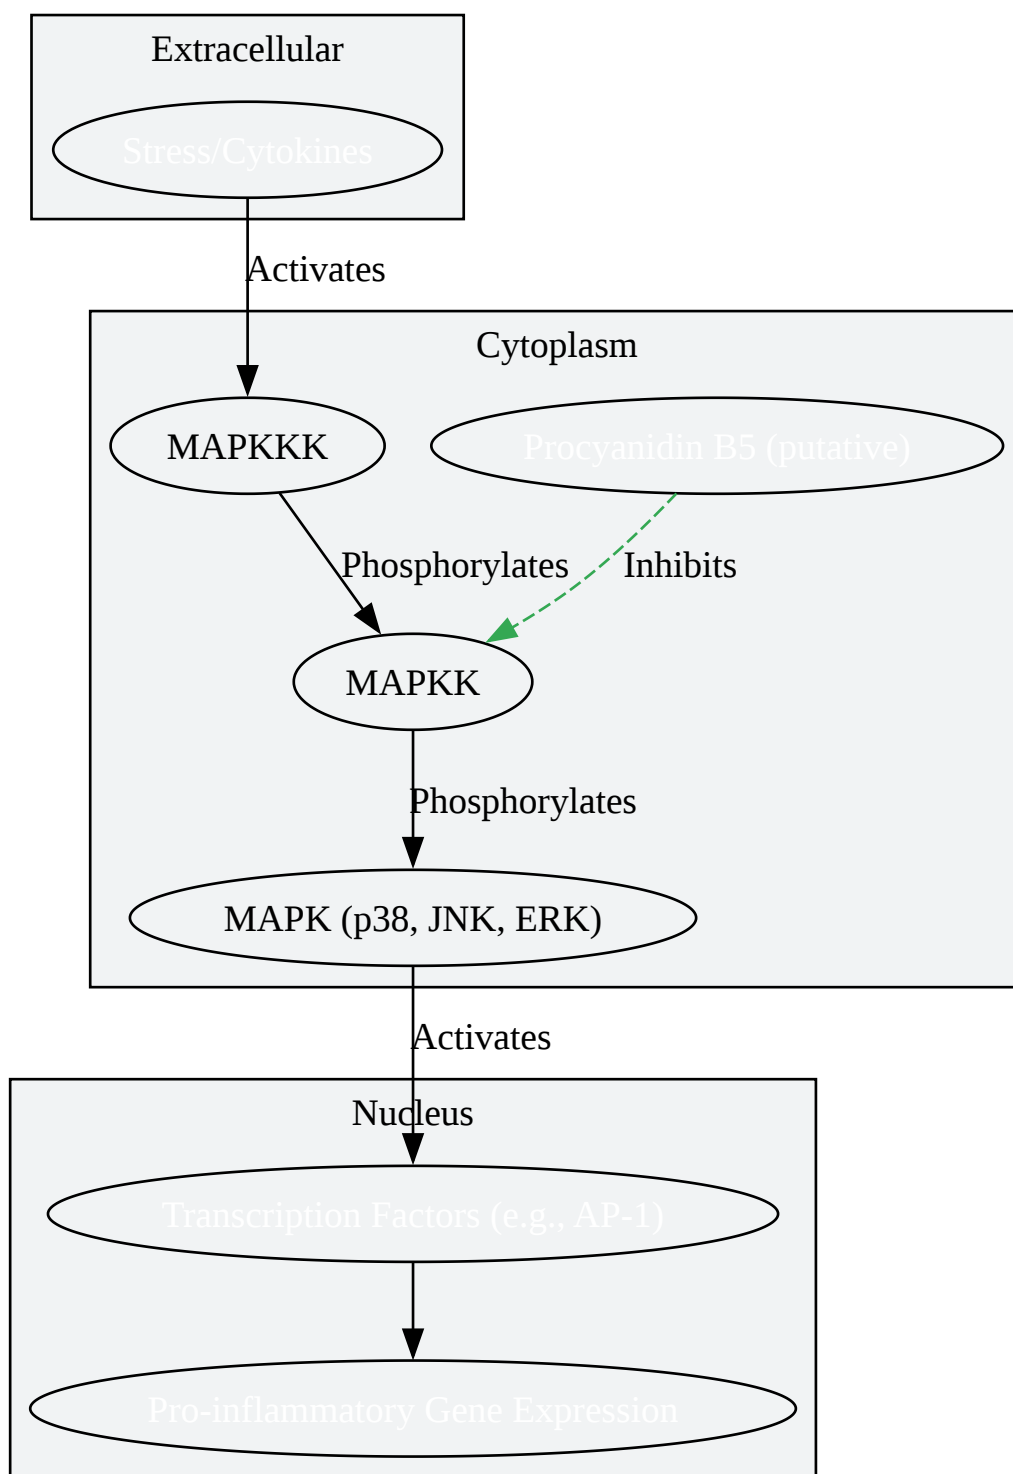 Extracellular
Stress/Cytokines
Activates
Cytoplasm
MAPKKK
Procyanidin B5 (putative)
Phosphorylates
Inhibits
MAPKK
Phosphorylates
MAPK (p38, JNK, ERK)
Activates
Nucleus
Transcription Factors (e.g., AP-1)
Pro-inflammatory Gene Expression